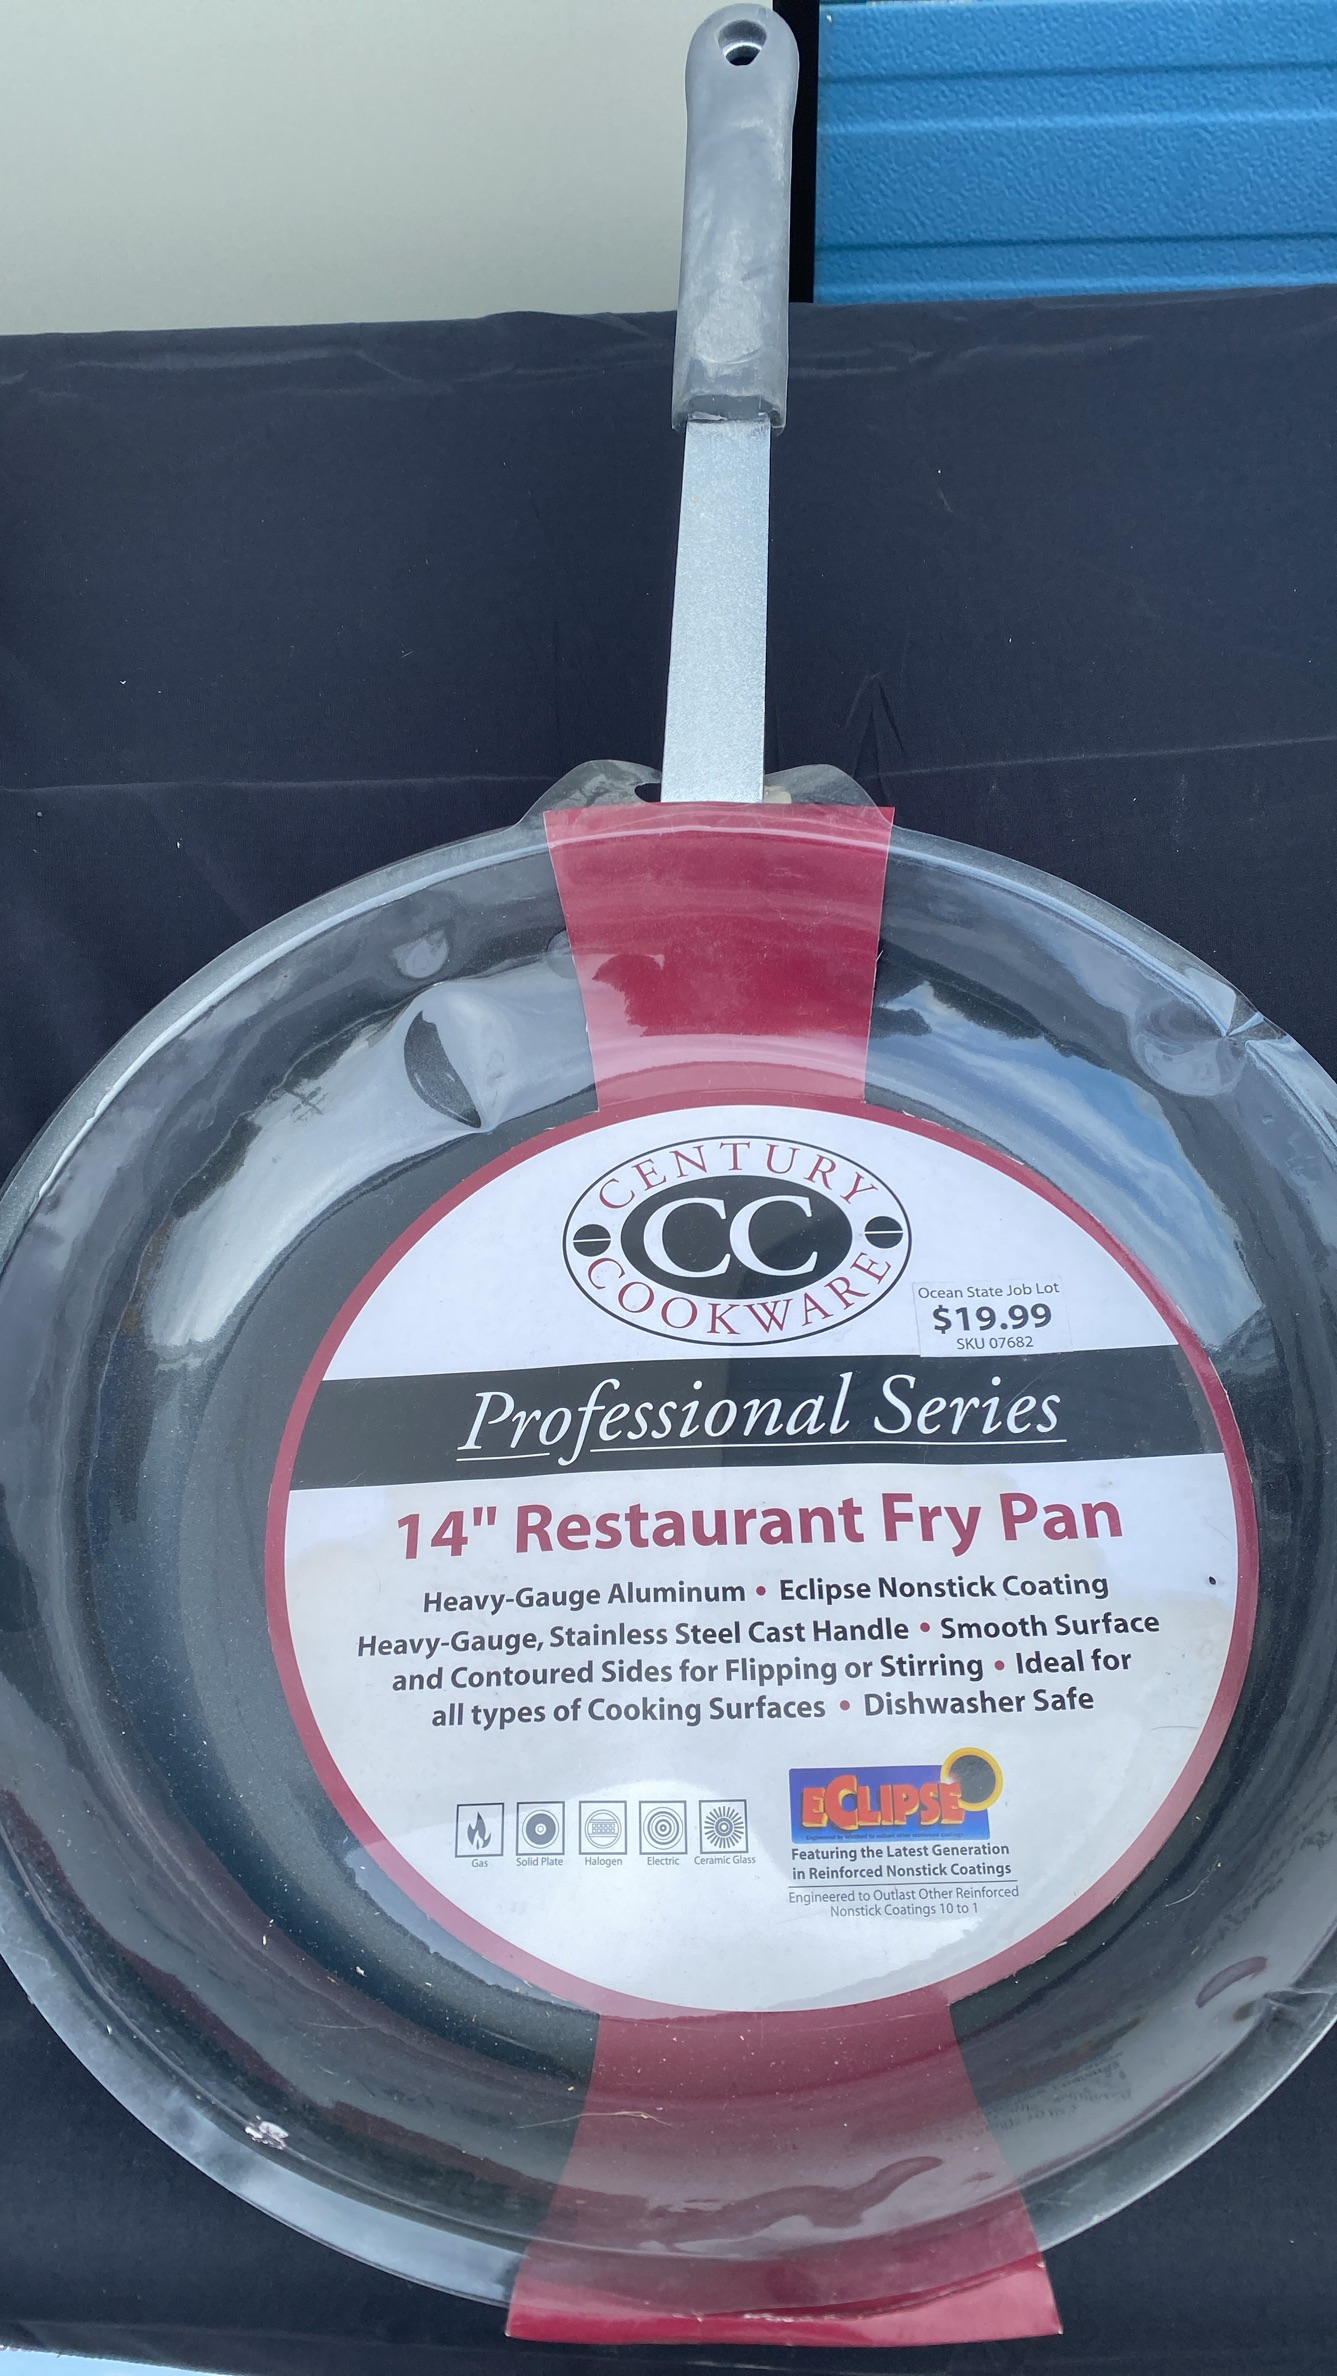 CENTURY
CC
COOKWARE
Ocean State Job Lot
$19.99
SKU 07682
Professional Series
14" Restaurant Fry Pan
Heavy-Gauge Aluminum • Eclipse Nonstick Coating
Heavy-Gauge, Stainless Steel Cast Handle • Smooth Surface
and Contoured Sides for Flipping or Stirring • Ideal for
all types of Cooking Surfaces • Dishwasher Safe
ECLIPSE
Featuring the Latest Generation
in Reinforced Nonstick Coatings
Engineered to Outlast Other Reinforced
Nonstick Coatings 10 to 1
Gas Solid Plate Halogen Electric Ceramic Glass